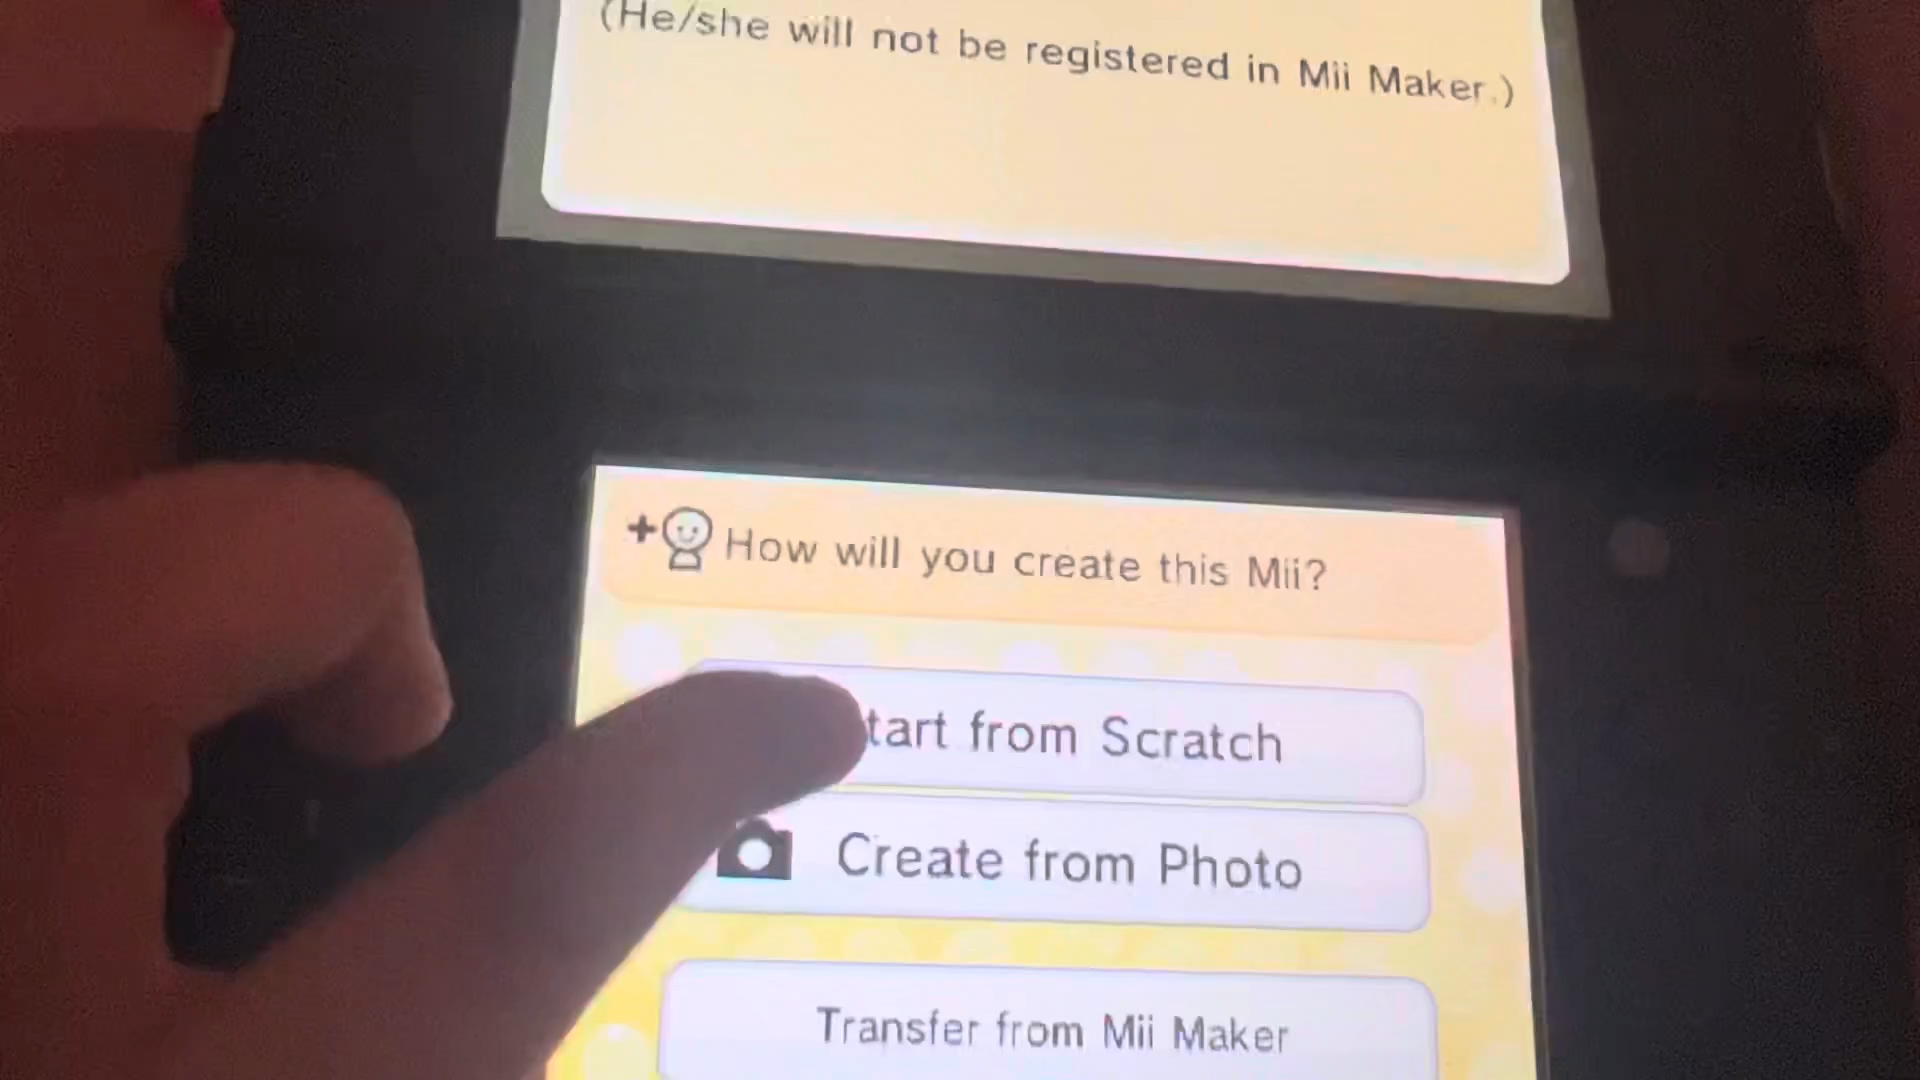 (He/she will not be registered in Mii Maker.)
How will you create this Mii?
tart from Scratch
Create from Photo
Transfer from Mii Maker